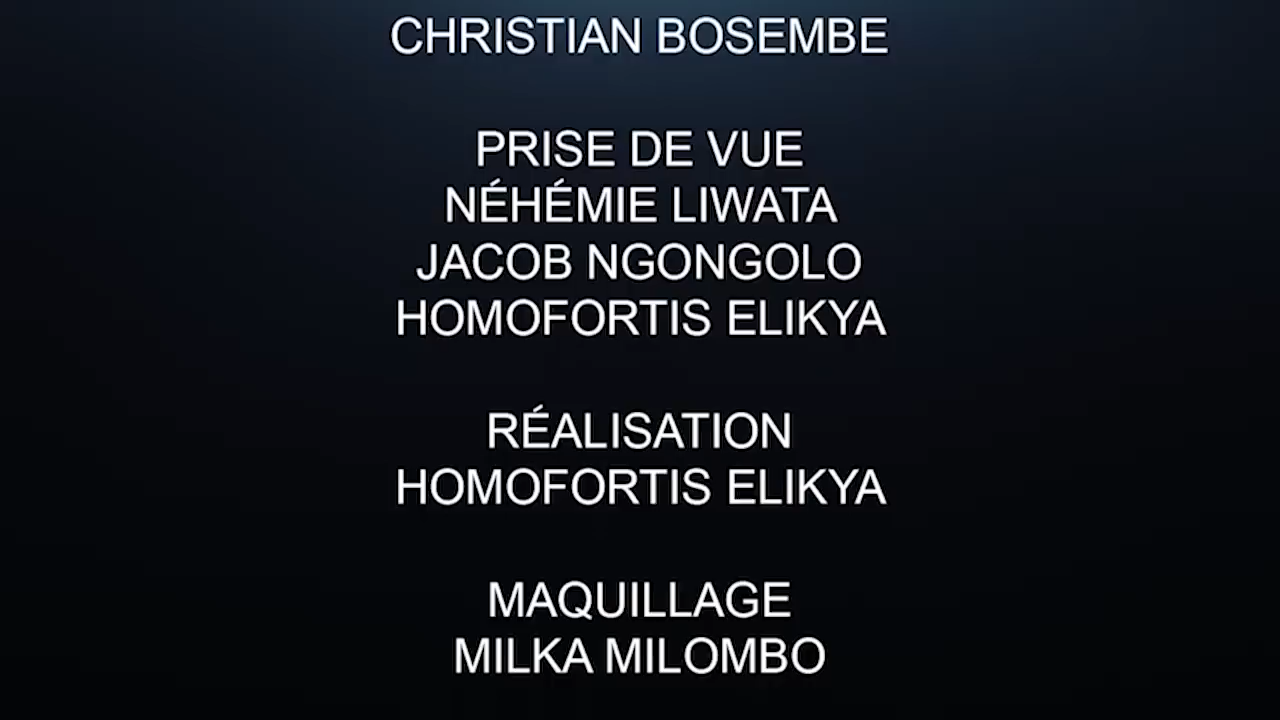 CHRISTIAN BOSEMBE
PRISE DE VUE
NÉHÉMIE LIWATA
JACOB NGONGOLO
HOMOFORTIS ELIKYA
RÉALISATION
HOMOFORTIS ELIKYA
MAQUILLAGE
MILKA MILOMBO